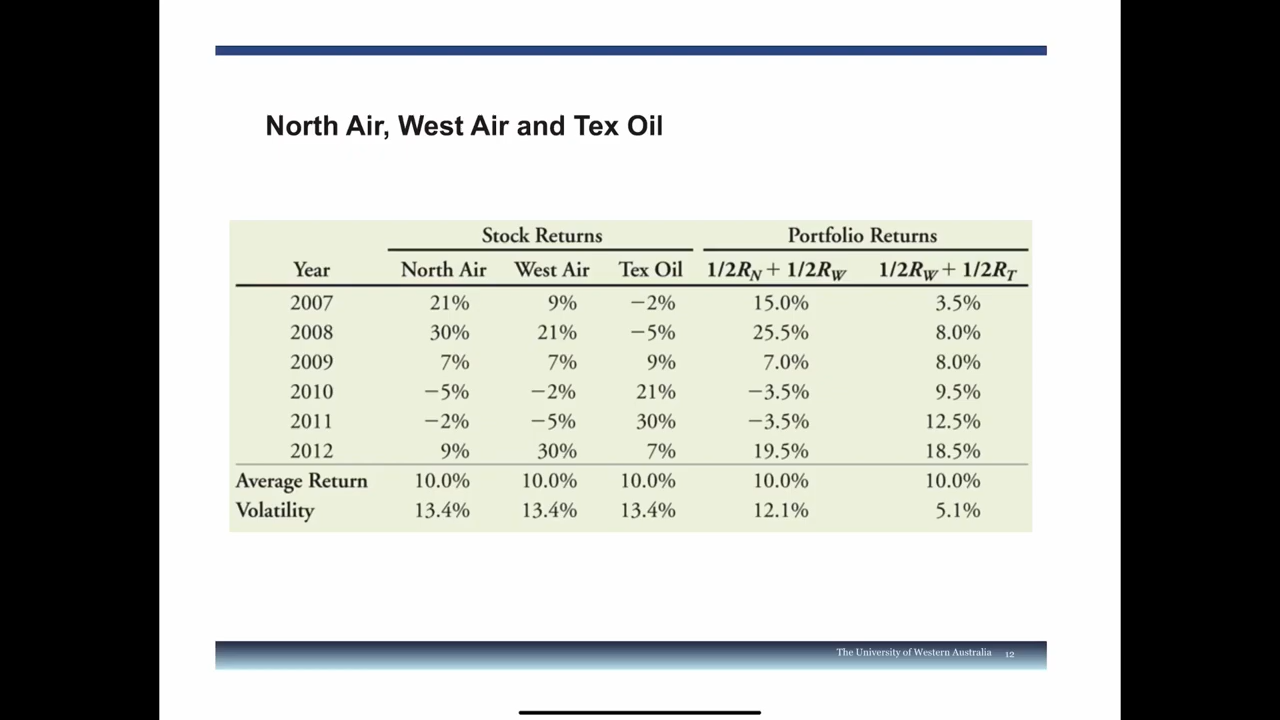 North Air, West Air and Tex Oil
Stock Returns Portfolio Returns
Year North Air West Air Tex Oil 1/2RN + 1/2RW 1/2RW + 1/2RT
2007 21% 9% −2% 15.0% 3.5%
2008 30% 21% −5% 25.5% 8.0%
2009 7% 7% 9% 7.0% 8.0%
2010 −5% −2% 21% −3.5% 9.5%
2011 −2% −5% 30% −3.5% 12.5%
2012 9% 30% 7% 19.5% 18.5%
Average Return 10.0% 10.0% 10.0% 10.0% 10.0%
Volatility 13.4% 13.4% 13.4% 12.1% 5.1%
The University of Western Australia 12